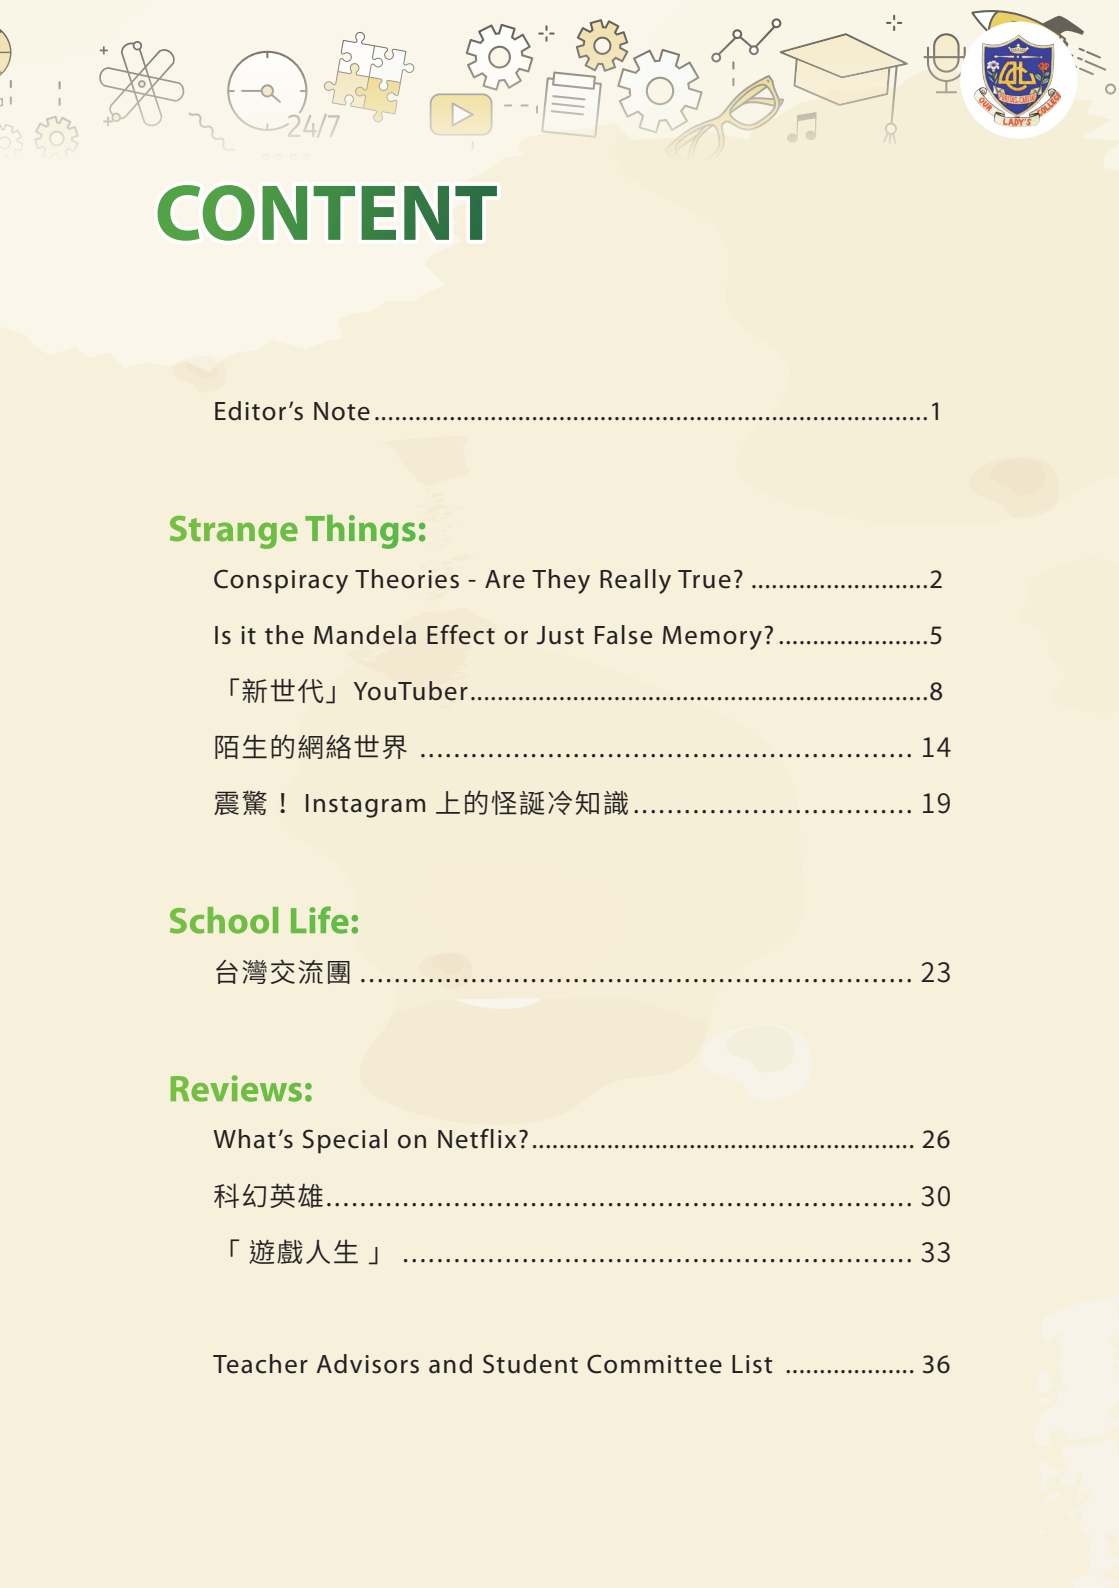 24/7
OUR LADY'S COLLEGE
CONTENT
Editor’s Note..................................................................................1
Strange Things:
Conspiracy Theories - Are They Really True? ..........................2
Is it the Mandela Effect or Just False Memory?......................5
「新世代」YouTuber....................................................................8
陌生的網絡世界 .......................................................... 14
震驚！ Instagram 上的怪誕冷知識................................. 19
School Life:
台灣交流團 ................................................................. 23
Reviews:
What’s Special on Netflix?........................................................ 26
科幻英雄..................................................................... 30
「 遊戲人生 」 ............................................................ 33
Teacher Advisors and Student Committee List ................... 36